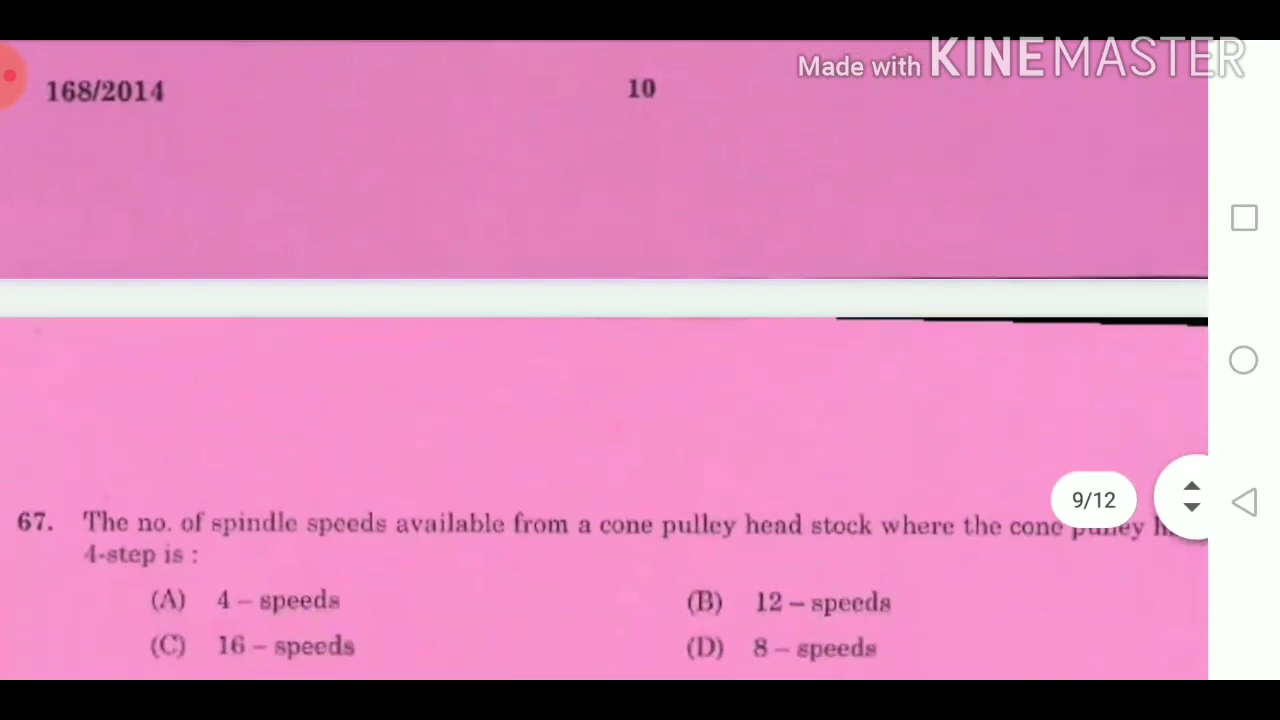 Made with KINEMASTER
168/2014
10
9/12
67. The no. of spindle speeds available from a cone pulley head stock where the cone pulley
4-step is :
(A) 4 – speeds (B) 12 – speeds
(C) 16 – speeds (D) 8 – speeds